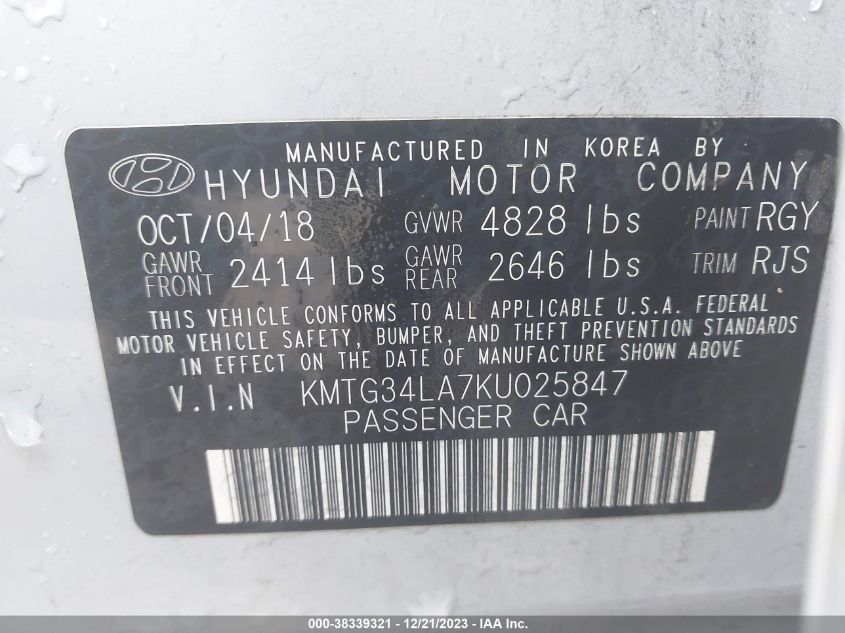 MANUFACTURED IN KOREA BY
HYUNDAI MOTOR COMPANY
OCT/04/18 GVWR 4828 lbs PAINT RGY
GAWR FRONT 2414 lbs GAWR REAR 2646 lbs TRIM RJS
THIS VEHICLE CONFORMS TO ALL APPLICABLE U.S.A. FEDERAL
MOTOR VEHICLE SAFETY, BUMPER, AND THEFT PREVENTION STANDARDS
IN EFFECT ON THE DATE OF MANUFACTURE SHOWN ABOVE
V.I.N KMTG34LA7KU025847
PASSENGER CAR
000-38339321 - 12/21/2023 - IAA Inc.